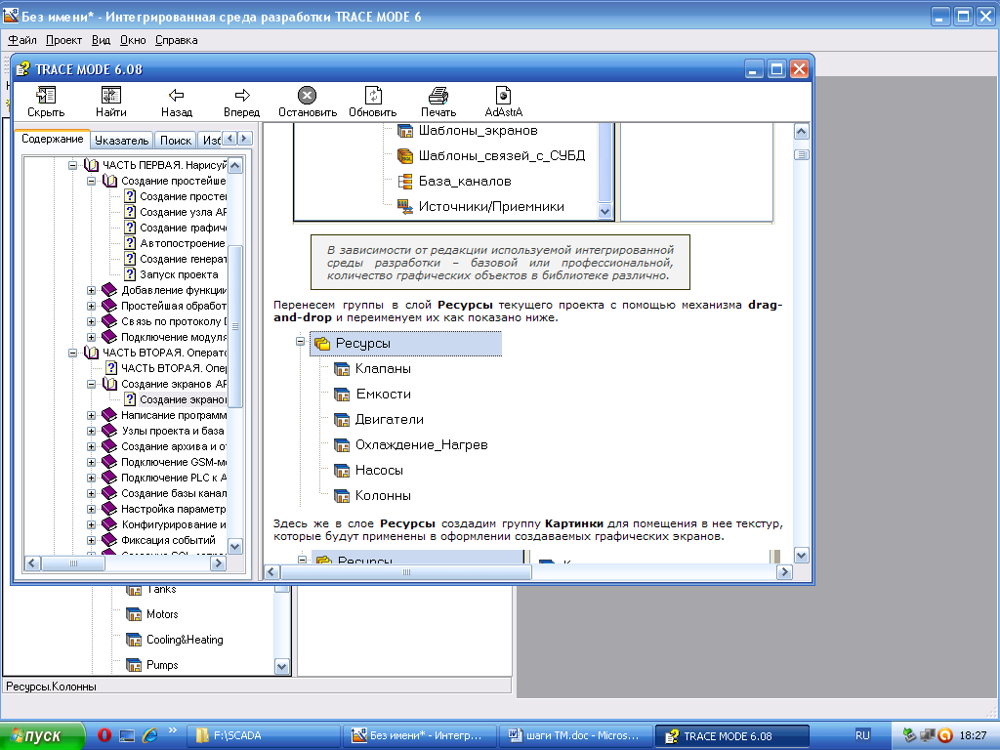 Без имени* - Интегрированная среда разработки TRACE MODE 6
Файл Проект Вид Окно Справка
TRACE MODE 6.08
Скрыть Найти Назад Вперед Остановить Обновить Печать AdAstrA
Содержание Указатель Поиск Изб
ЧАСТЬ ПЕРВАЯ. Нарисуй
Создание простейше
Создание просте
Создание узла АР
Создание графич
Автопостроение
Создание генерат
Запуск проекта
Добавление функци
Простейшая обработ
Связь по протоколу D
Подключение модуля
ЧАСТЬ ВТОРАЯ. Операто
ЧАСТЬ ВТОРАЯ. Опер
Создание экранов АР
Создание экрано
Написание программ
Узлы проекта и база
Создание архива и о
Подключение GSM-м
Подключение PLC к А
Создание базы канал
Настройка параметр
Конфигурирование и
Фиксация событий
Шаблоны_экранов
Шаблоны_связей_с_СУБД
База_каналов
Источники/Приемники
В зависимости от редакции используемой интегрированной
среды разработки – базовой или профессиональной,
количество графических объектов в библиотеке различно.
Перенесем группы в слой Ресурсы текущего проекта с помощью механизма drag-
and-drop и переименуем их как показано ниже.
Ресурсы
Клапаны
Емкости
Двигатели
Охлаждение_Нагрев
Насосы
Колонны
Здесь же в слое Ресурсы создадим группу Картинки для помещения в нее текстур,
которые будут применены в оформлении создаваемых графических экранов.
Ресурсы
Tanks
Motors
Cooling&Heating
Pumps
Ресурсы.Колонны
пуск
F:\SCADA
Без имени* - Интегр...
шаги TM.doc - Micros...
TRACE MODE 6.08
RU
18:27